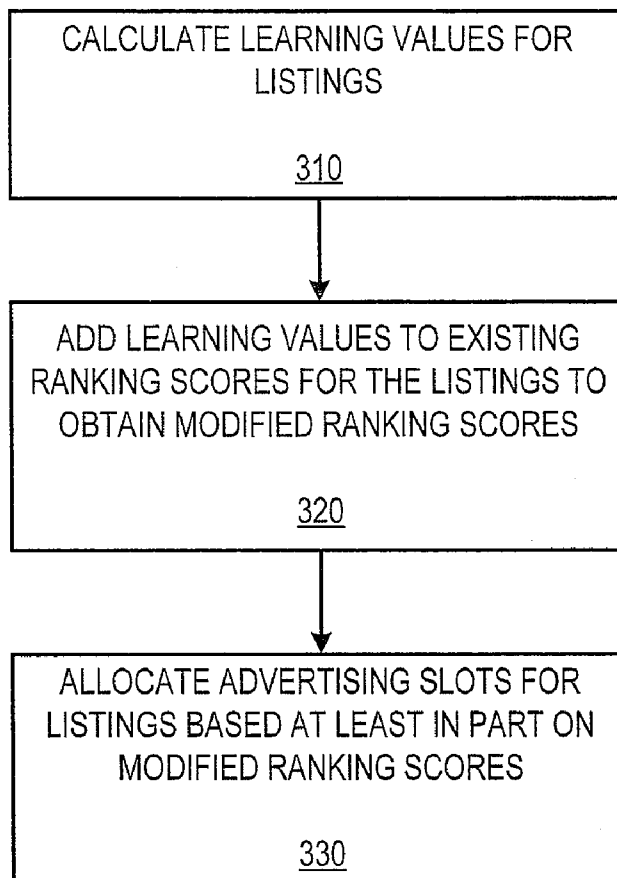 CALCULATE LEARNING VALUES FOR
LISTINGS
310
ADD LEARNING VALUES TO EXISTING
RANKING SCORES FOR THE LISTINGS TO
OBTAIN MODIFIED RANKING SCORES
320
ALLOCATE ADVERTISING SLOTS FOR
LISTINGS BASED AT LEAST IN PART ON
MODIFIED RANKING SCORES
330